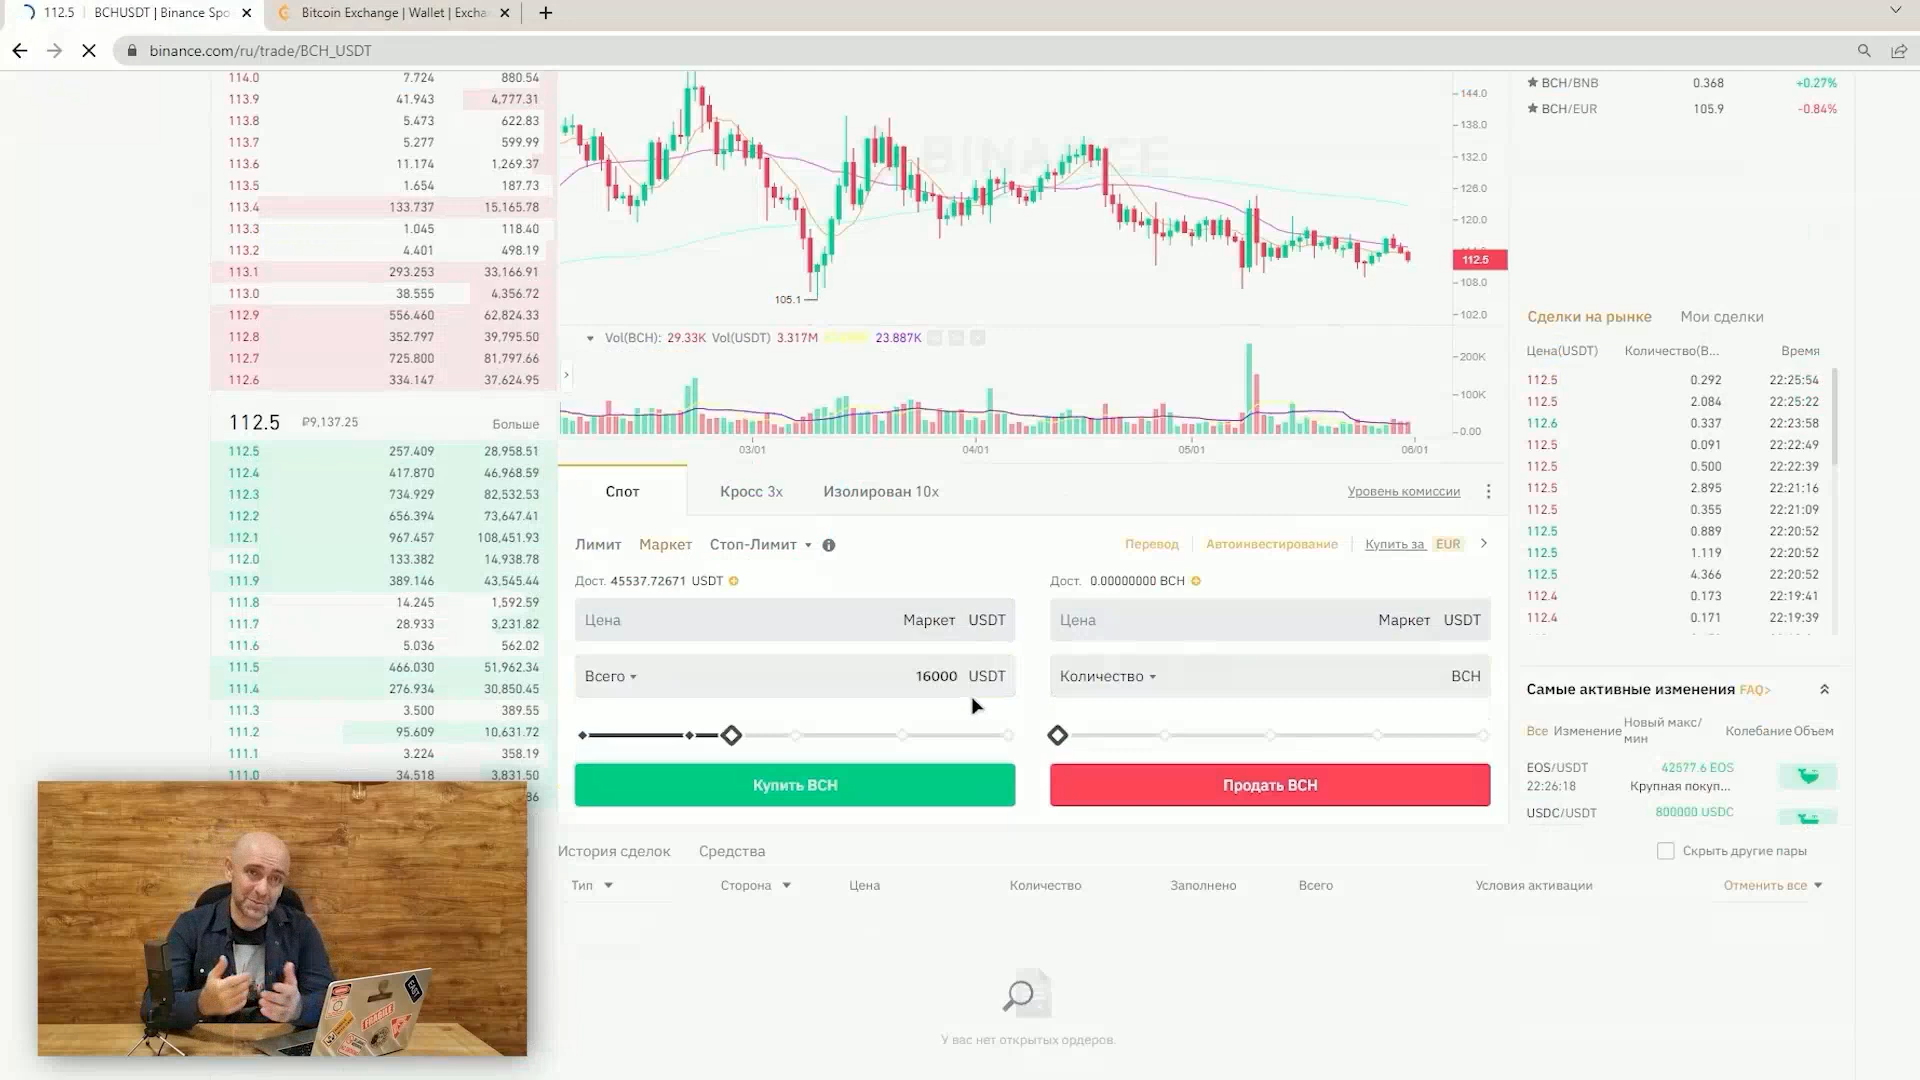 112.5 | BCHUSDT | Binance Spo
Bitcoin Exchange | Wallet | Excha
binance.com/ru/trade/BCH_USDT
114.0 7.724 880.54
113.9 41.943 4,777.31
113.8 5.473 622.83
113.7 5.277 599.99
113.6 11.174 1,269.37
113.5 1.654 187.73
113.4 133.737 15,165.78
113.3 1.045 118.40
113.2 4.401 498.19
113.1 293.253 33,166.91
113.0 38.555 4,356.72
112.9 556.460 62,824.33
112.8 352.797 39,795.50
112.7 725.800 81,797.66
112.6 334.147 37,624.95
112.5 ₽9,137.25 Больше
112.5 257.409 28,958.51
112.4 417.870 46,968.59
112.3 734.929 82,532.53
112.2 656.394 73,647.41
112.1 967.457 108,451.93
112.0 133.382 14,938.78
111.9 389.146 43,545.44
111.8 14.245 1,592.59
111.7 28.933 3,231.82
111.6 5.036 562.02
111.5 466.030 51,962.34
111.4 276.934 30,850.45
111.3 3.500 389.55
111.2 95.609 10,631.72
111.1 3.224 358.19
111.0 34.518 3,831.50
86
BINANCE
144.0
138.0
132.0
126.0
120.0
112.5
108.0
102.0
105.1
Vol(BCH): 29.33K Vol(USDT) 3.317M 23.887K
200K
100K
0.00
03/01 04/01 05/01 06/01
Спот Кросс 3x Изолирован 10x Уровень комиссии
Лимит Маркет Стоп-Лимит Перевод Автоинвестирование Купить за EUR
Дост. 45537.72671 USDT
Цена Маркет USDT
Всего 16000 USDT
Купить BCH
Дост. 0.00000000 BCH
Цена Маркет USDT
Количество BCH
Продать BCH
История сделок Средства Скрыть другие пары
Тип Сторона Цена Количество Заполнено Всего Условия активации Отменить все
У вас нет открытых ордеров.
BCH/BNB 0.368 +0.27%
BCH/EUR 105.9 -0.84%
Сделки на рынке Мои сделки
Цена(USDT) Количество(B... Время
112.5 0.292 22:25:54
112.5 2.084 22:25:22
112.6 0.337 22:23:58
112.5 0.091 22:22:49
112.5 0.500 22:22:39
112.5 2.895 22:21:16
112.5 0.355 22:21:09
112.5 0.889 22:20:52
112.5 1.119 22:20:52
112.5 4.366 22:20:52
112.4 0.173 22:19:41
112.4 0.171 22:19:39
Самые активные изменения FAQ>
Все Изменение Новый макс/мин Колебание Объем
EOS/USDT 42577.6 EOS
22:26:18 Крупная покуп...
USDC/USDT 800000 USDC
FRAGILE
EAST